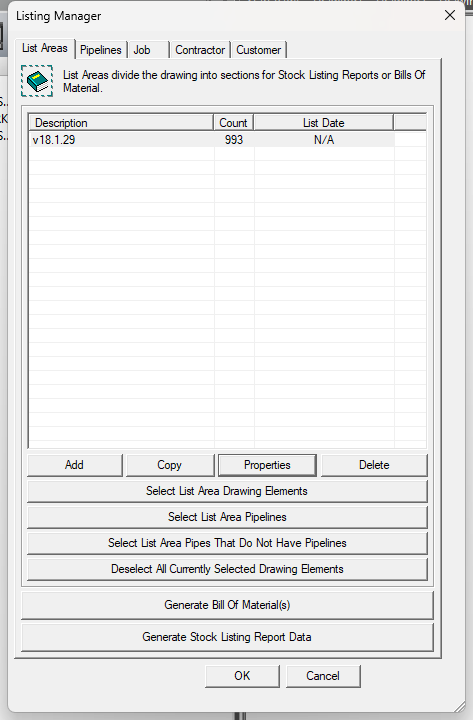 Listing Manager
List Areas Pipelines Job Contractor Customer
List Areas divide the drawing into sections for Stock Listing Reports or Bills Of
Material.
Description Count List Date
v18.1.29 993 N/A
Add Copy Properties Delete
Select List Area Drawing Elements
Select List Area Pipelines
Select List Area Pipes That Do Not Have Pipelines
Deselect All Currently Selected Drawing Elements
Generate Bill Of Material(s)
Generate Stock Listing Report Data
OK Cancel